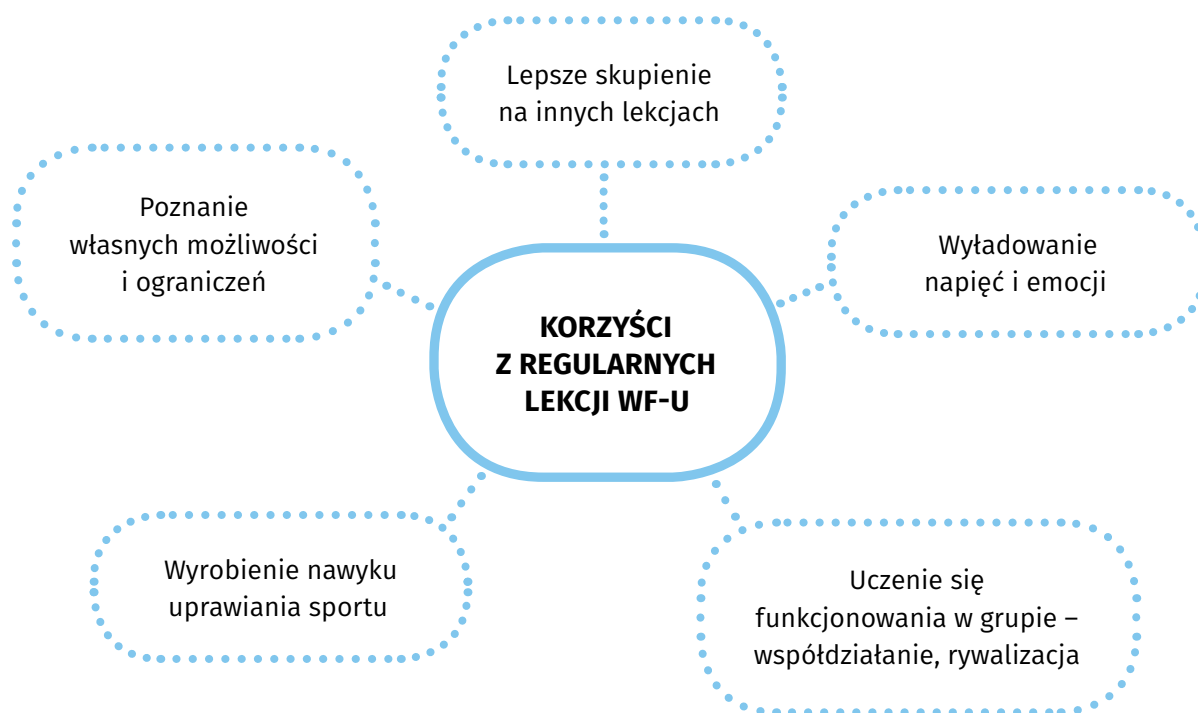 Lepsze skupienie
na innych lekcjach
Poznanie
własnych możliwości
i ograniczeń
Wyładowanie
napięć i emocji
KORZYŚCI
Z REGULARNYCH
LEKCJI WF-U
Wyrobienie nawyku
uprawiania sportu
Uczenie się
funkcjonowania w grupie –
współdziałanie, rywalizacja